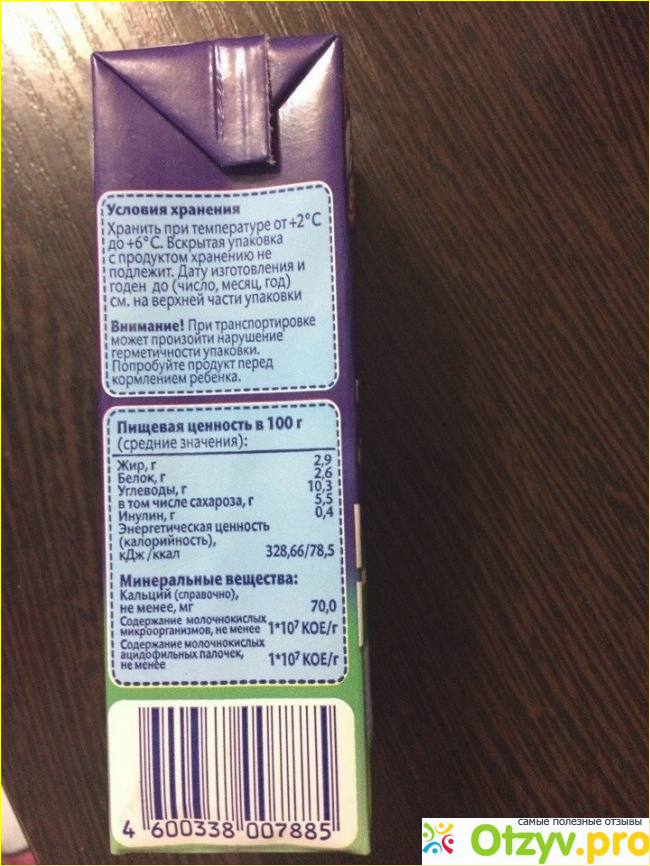 Условия хранения
Хранить при температуре от +2°С
до +6°С. Вскрытая упаковка
с продуктом хранению не
подлежит. Дату изготовления и
годен до (число, месяц, год)
см. на верхней части упаковки
Внимание! При транспортировке
может произойти нарушение
герметичности упаковки.
Попробуйте продукт перед
кормлением ребенка.
Пищевая ценность в 100 г
(средние значения):
Жир, г 2,9
Белок, г 2,6
Углеводы, г 10,3
в том числе сахароза, г 5,5
Инулин, г 0,4
Энергетическая ценность
(калорийность),
кДж /ккал 328,66/78,5
Минеральные вещества:
Кальций (справочно),
не менее, мг 70,0
Содержание молочнокислых
микроорганизмов, не менее 1*10⁷ КОЕ/г
Содержание молочнокислых
ацидофильных палочек,
не менее 1*10⁷ КОЕ/г
4 600338 007885
самые полезные отзывы
Otzyv.pro